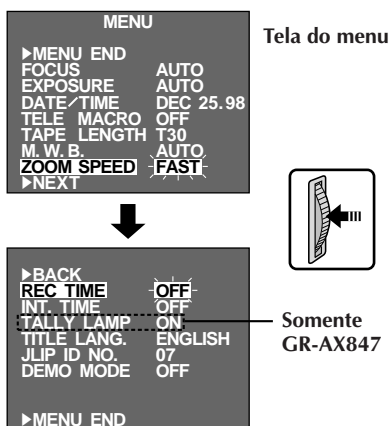 MENU
Tela do menu
▶MENU END
FOCUS AUTO
EXPOSURE AUTO
DATE/TIME DEC 25.98
TELE MACRO OFF
TAPE LENGTH T30
M.W.B. AUTO
ZOOM SPEED FAST
▶NEXT
▶BACK
REC TIME OFF
INT. TIME OFF
TALLY LAMP ON
TITLE LANG. ENGLISH
JLIP ID NO. 07
DEMO MODE OFF
▶MENU END
Somente
GR-AX847